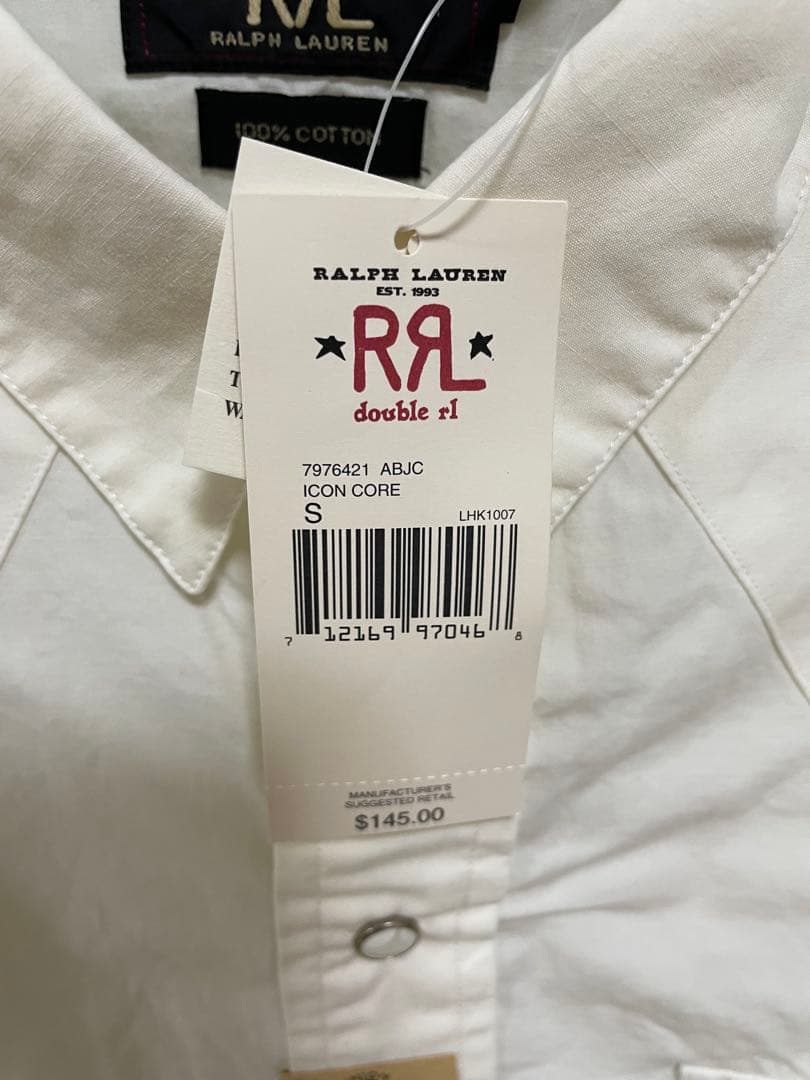 RRL
RALPH LAUREN
100% COTTON
RALPH LAUREN
EST. 1993
RRL
double rl
7976421 ABJC
ICON CORE
S
LHK1007
7 12169 97046 8
MANUFACTURER'S
SUGGESTED RETAIL
$145.00